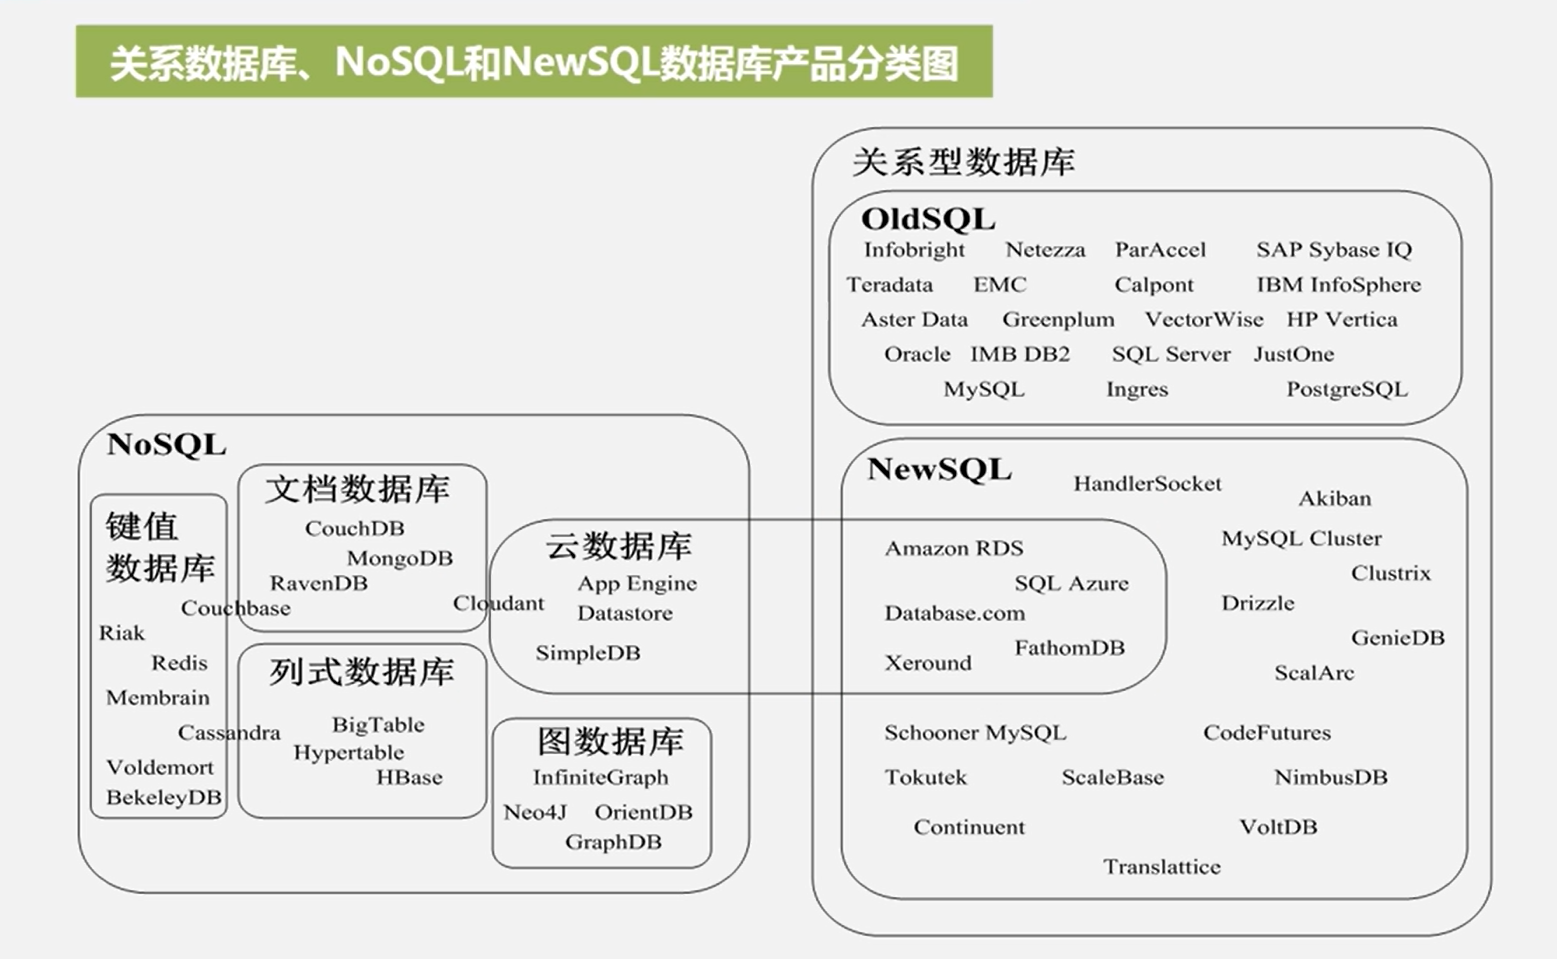 关系数据库、NoSQL和NewSQL数据库产品分类图
关系型数据库
OldSQL
Infobright Netezza ParAccel SAP Sybase IQ
Teradata EMC Calpont IBM InfoSphere
Aster Data Greenplum VectorWise HP Vertica
Oracle IMB DB2 SQL Server JustOne
MySQL Ingres PostgreSQL
NoSQL
键值
数据库
Couchbase
Riak
Redis
Membrain
Cassandra
Voldemort
BekeleyDB
文档数据库
CouchDB
MongoDB
RavenDB
Cloudant
列式数据库
BigTable
Hypertable
HBase
云数据库
App Engine
Datastore
SimpleDB
图数据库
InfiniteGraph
Neo4J OrientDB
GraphDB
NewSQL
HandlerSocket
Akiban
MySQL Cluster
Clustrix
Drizzle
GenieDB
ScalArc
Amazon RDS
SQL Azure
Database.com
FathomDB
Xeround
Schooner MySQL CodeFutures
Tokutek ScaleBase NimbusDB
Continuent VoltDB
Translattice